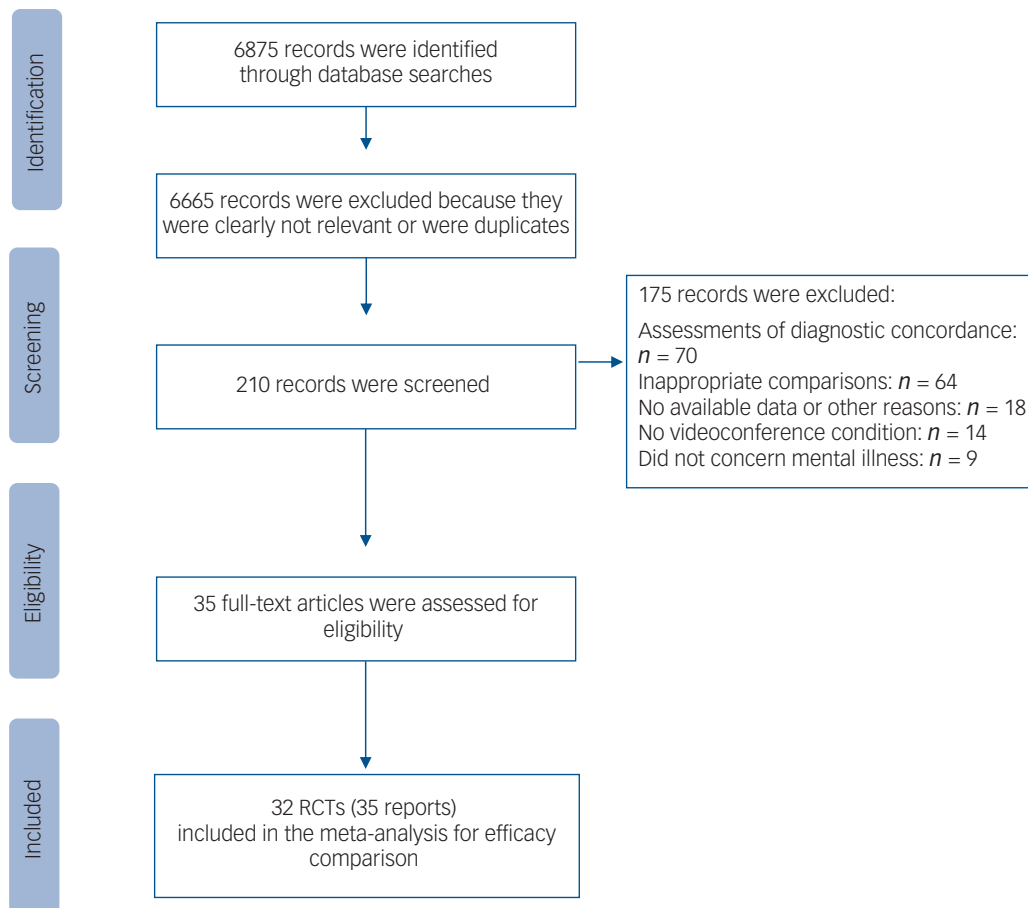 Identification
6875 records were identified
through database searches
6665 records were excluded because they
were clearly not relevant or were duplicates
Screening
210 records were screened
175 records were excluded:
Assessments of diagnostic concordance:
n = 70
Inappropriate comparisons: n = 64
No available data or other reasons: n = 18
No videoconference condition: n = 14
Did not concern mental illness: n = 9
Eligibility
35 full-text articles were assessed for
eligibility
Included
32 RCTs (35 reports)
included in the meta-analysis for efficacy
comparison